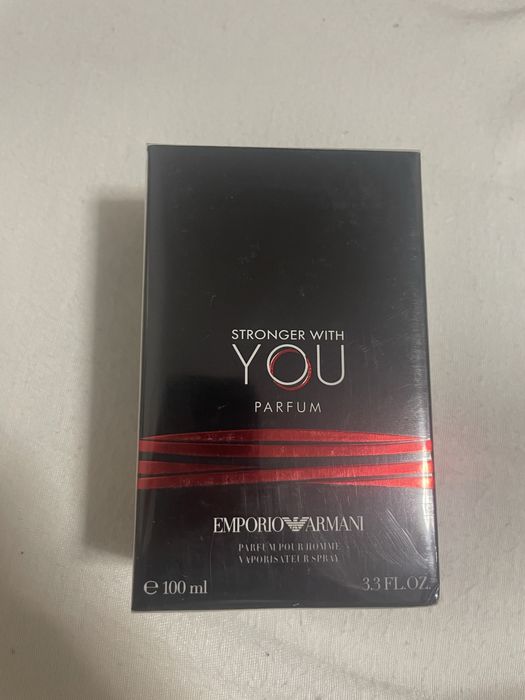 STRONGER WITH
YOU
PARFUM
EMPORIO ARMANI
PARFUM POUR HOMME
VAPORISATEUR SPRAY
℮ 100 ml 3.3 FL.OZ.